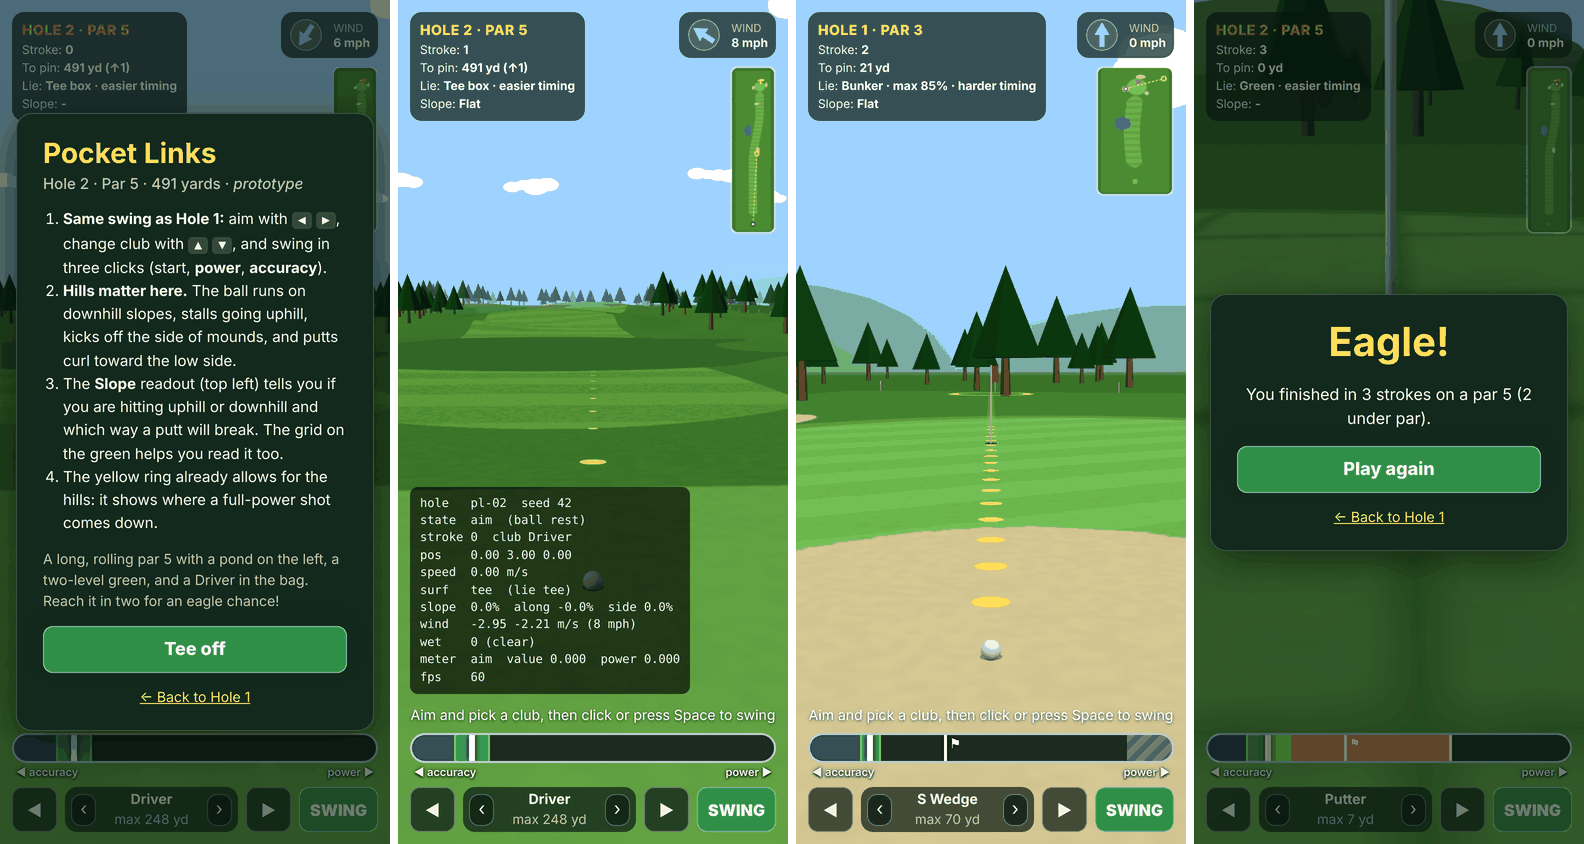 HOLE 2 · PAR 5
Stroke: 0
To pin: 491 yd (↑1)
Lie: Tee box · easier timing
Slope: -
WIND
6 mph
Pocket Links
Hole 2 · Par 5 · 491 yards · prototype
1. Same swing as Hole 1: aim with ◀ ▶,
change club with ▲ ▼, and swing in
three clicks (start, power, accuracy).
2. Hills matter here. The ball runs on
downhill slopes, stalls going uphill,
kicks off the side of mounds, and putts
curl toward the low side.
3. The Slope readout (top left) tells you if
you are hitting uphill or downhill and
which way a putt will break. The grid on
the green helps you read it too.
4. The yellow ring already allows for the
hills: it shows where a full-power shot
comes down.
A long, rolling par 5 with a pond on the left, a
two-level green, and a Driver in the bag.
Reach it in two for an eagle chance!
Tee off
← Back to Hole 1
◀ accuracy
power ▶
Driver
max 248 yd
SWING
HOLE 2 · PAR 5
Stroke: 1
To pin: 491 yd (↑1)
Lie: Tee box · easier timing
Slope: Flat
WIND
8 mph
hole pl-02 seed 42
state aim (ball rest)
stroke 0 club Driver
pos 0.00 3.00 0.00
speed 0.00 m/s
surf tee (lie tee)
slope 0.0% along -0.0% side 0.0%
wind -2.95 -2.21 m/s (8 mph)
wet 0 (clear)
meter aim value 0.000 power 0.000
fps 60
Aim and pick a club, then click or press Space to swing
◀ accuracy
power ▶
Driver
max 248 yd
SWING
HOLE 1 · PAR 3
Stroke: 2
To pin: 21 yd
Lie: Bunker · max 85% · harder timing
Slope: Flat
WIND
0 mph
Aim and pick a club, then click or press Space to swing
◀ accuracy
power ▶
S Wedge
max 70 yd
SWING
HOLE 2 · PAR 5
Stroke: 3
To pin: 0 yd
Lie: Green · easier timing
Slope: -
WIND
0 mph
Eagle!
You finished in 3 strokes on a par 5 (2
under par).
Play again
← Back to Hole 1
◀ accuracy
power ▶
Putter
max 7 yd
SWING